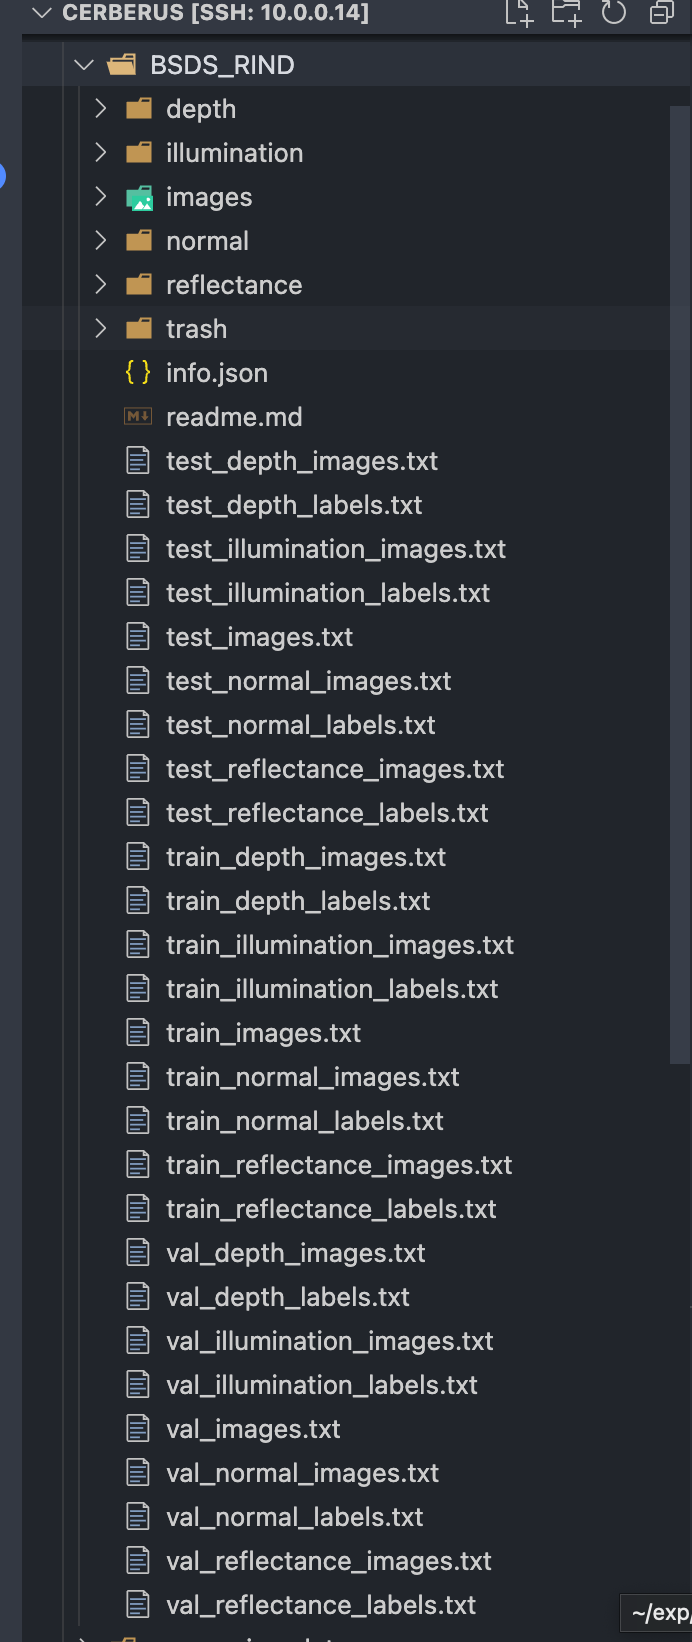 CERBERUS [SSH: 10.0.0.14]
BSDS_RIND
depth
illumination
images
normal
reflectance
trash
{ } info.json
M↓ readme.md
test_depth_images.txt
test_depth_labels.txt
test_illumination_images.txt
test_illumination_labels.txt
test_images.txt
test_normal_images.txt
test_normal_labels.txt
test_reflectance_images.txt
test_reflectance_labels.txt
train_depth_images.txt
train_depth_labels.txt
train_illumination_images.txt
train_illumination_labels.txt
train_images.txt
train_normal_images.txt
train_normal_labels.txt
train_reflectance_images.txt
train_reflectance_labels.txt
val_depth_images.txt
val_depth_labels.txt
val_illumination_images.txt
val_illumination_labels.txt
val_images.txt
val_normal_images.txt
val_normal_labels.txt
val_reflectance_images.txt
val_reflectance_labels.txt
~/exp/